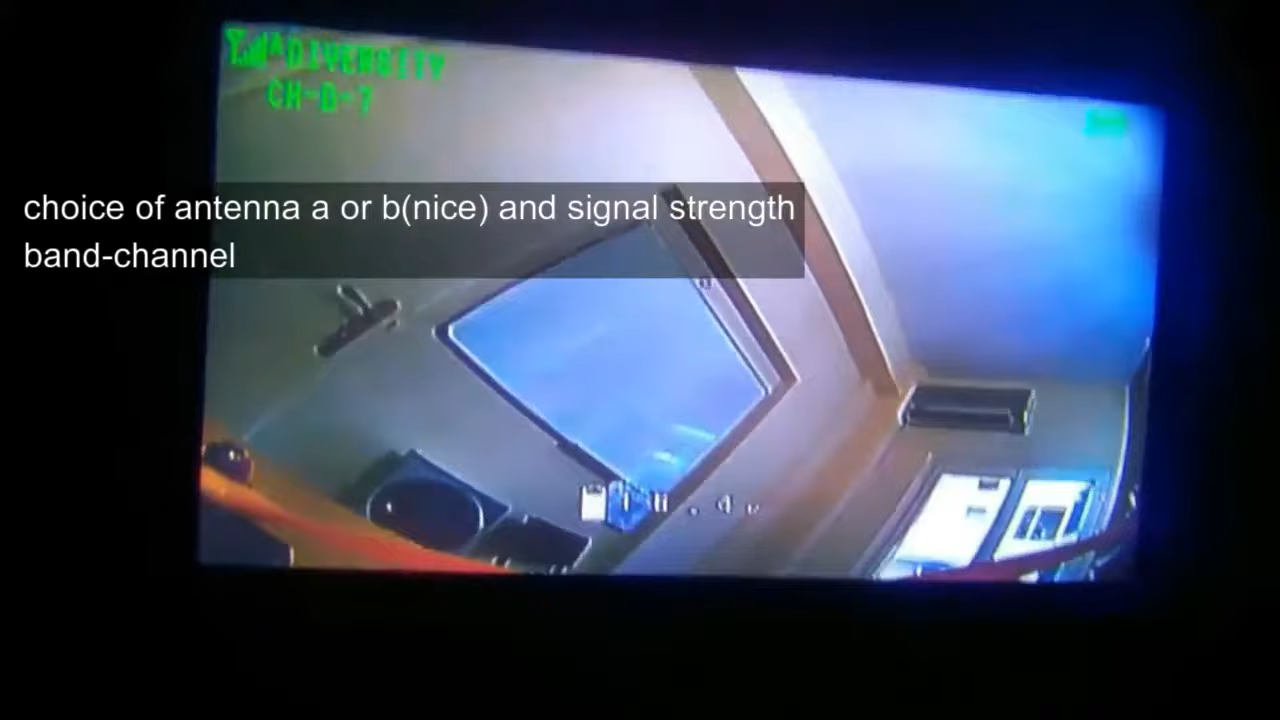 DIVERSITY
CH-D-7
choice of antenna a or b(nice) and signal strength
band-channel